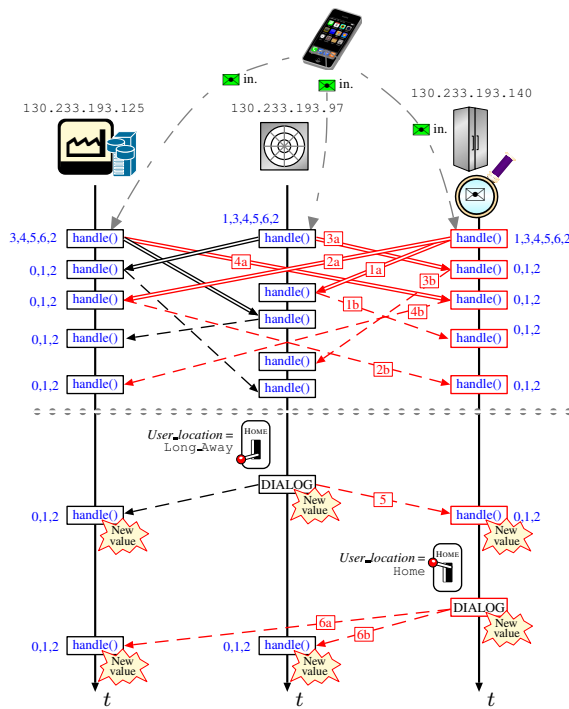 in.
in.
130.233.193.140
130.233.193.125
130.233.193.97
in.
1,3,4,5,6,2
3,4,5,6,2
handle()
handle()
3a
handle()
1,3,4,5,6,2
4a
2a
1a
0,1,2
handle()
handle()
0,1,2
3b
0,1,2
handle()
handle()
1b
handle()
0,1,2
4b
handle()
0,1,2
handle()
handle()
0,1,2
handle()
2b
0,1,2
handle()
handle()
handle()
0,1,2
HOME
User_location =
Long_Away
DIALOG
5
New
value
0,1,2
handle()
handle()
0,1,2
New
value
New
value
HOME
User_location =
Home
DIALOG
6a
New
value
6b
0,1,2
handle()
0,1,2
handle()
New
value
New
value
t
t
t